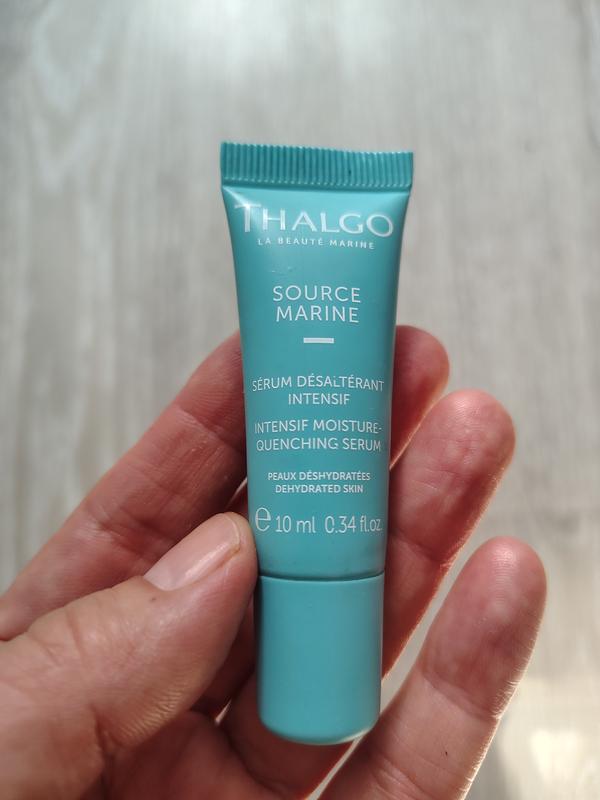 THALGO
LA BEAUTÉ MARINE
SOURCE
MARINE
SÉRUM DÉSALTÉRANT
INTENSIF
INTENSIF MOISTURE-
QUENCHING SERUM
PEAUX DÉSHYDRATÉES
DEHYDRATED SKIN
℮ 10 ml 0.34 fl.oz.